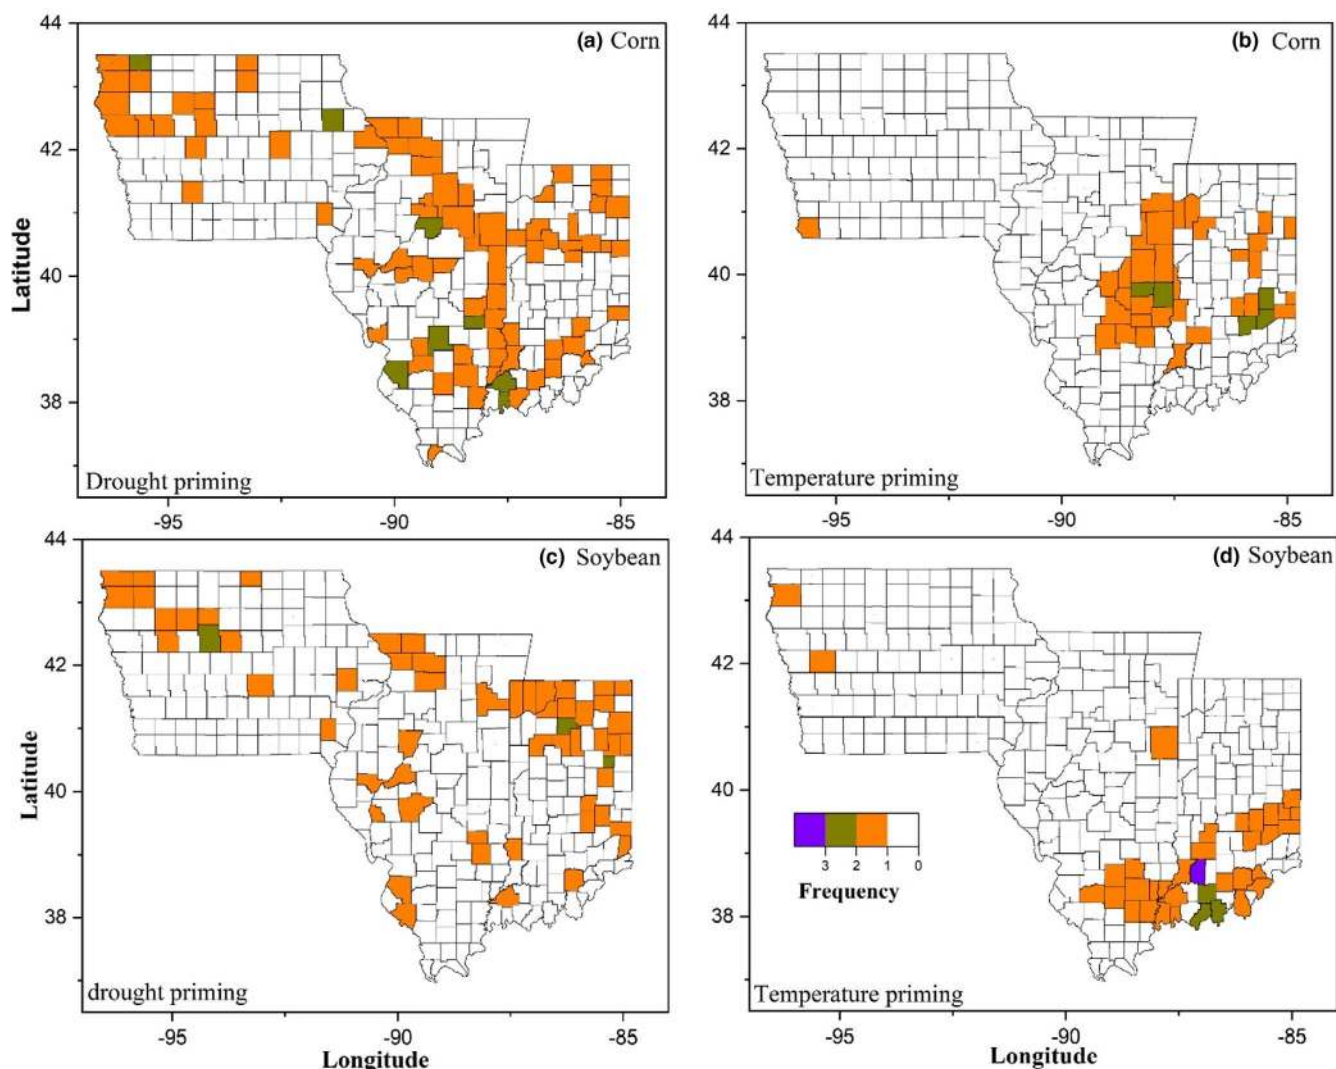 44
(a) Corn
42
40
38
Latitude
Drought priming
-95
-90
-85
44
(b) Corn
42
40
38
Temperature priming
-95
-90
-85
44
(c) Soybean
42
40
38
Latitude
drought priming
-95
-90
-85
Longitude
44
(d) Soybean
42
40
38
3 2 1 0
Frequency
Temperature priming
-95
-90
-85
Longitude